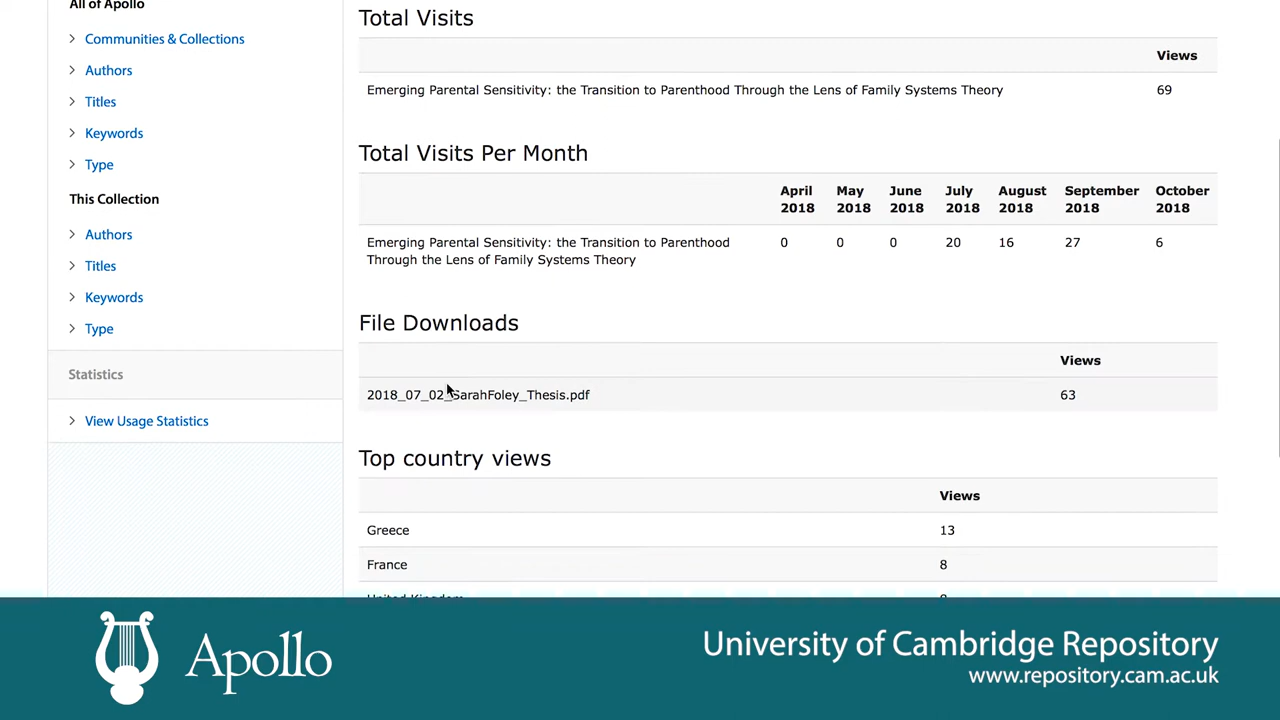 All of Apollo
Communities & Collections
Authors
Titles
Keywords
Type
This Collection
Authors
Titles
Keywords
Type
Statistics
View Usage Statistics
Total Visits
Views
Emerging Parental Sensitivity: the Transition to Parenthood Through the Lens of Family Systems Theory 69
Total Visits Per Month
April 2018 May 2018 June 2018 July 2018 August 2018 September 2018 October 2018
Emerging Parental Sensitivity: the Transition to Parenthood 0 0 0 20 16 27 6
Through the Lens of Family Systems Theory
File Downloads
Views
2018_07_02_SarahFoley_Thesis.pdf 63
Top country views
Views
Greece 13
France 8
United Kingdom
Apollo
University of Cambridge Repository
www.repository.cam.ac.uk